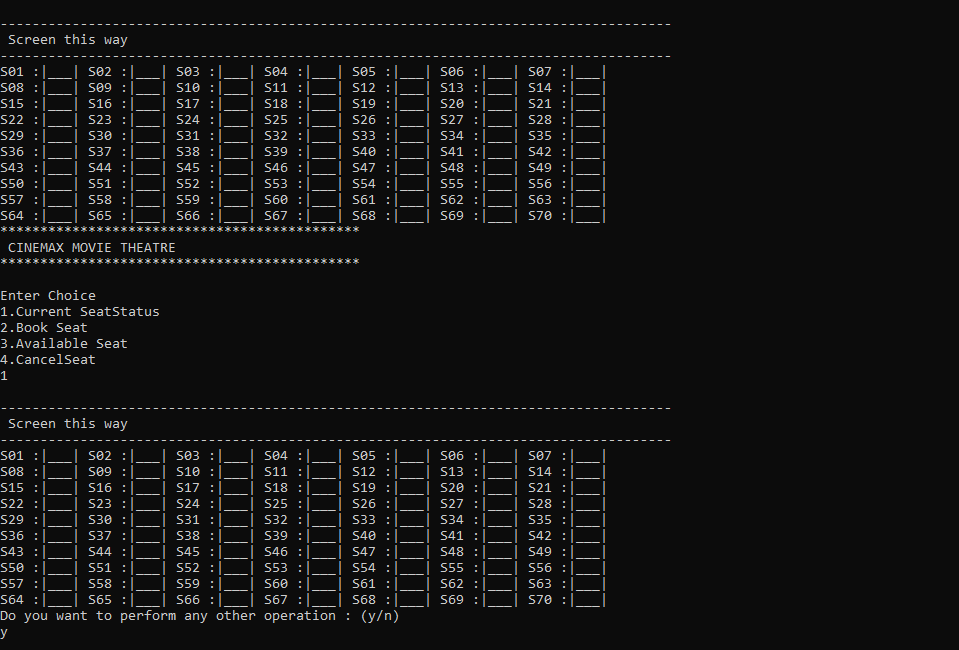 ------------------------------------------------------------------------------------
 Screen this way
------------------------------------------------------------------------------------
S01 :|___| S02 :|___| S03 :|___| S04 :|___| S05 :|___| S06 :|___| S07 :|___|
S08 :|___| S09 :|___| S10 :|___| S11 :|___| S12 :|___| S13 :|___| S14 :|___|
S15 :|___| S16 :|___| S17 :|___| S18 :|___| S19 :|___| S20 :|___| S21 :|___|
S22 :|___| S23 :|___| S24 :|___| S25 :|___| S26 :|___| S27 :|___| S28 :|___|
S29 :|___| S30 :|___| S31 :|___| S32 :|___| S33 :|___| S34 :|___| S35 :|___|
S36 :|___| S37 :|___| S38 :|___| S39 :|___| S40 :|___| S41 :|___| S42 :|___|
S43 :|___| S44 :|___| S45 :|___| S46 :|___| S47 :|___| S48 :|___| S49 :|___|
S50 :|___| S51 :|___| S52 :|___| S53 :|___| S54 :|___| S55 :|___| S56 :|___|
S57 :|___| S58 :|___| S59 :|___| S60 :|___| S61 :|___| S62 :|___| S63 :|___|
S64 :|___| S65 :|___| S66 :|___| S67 :|___| S68 :|___| S69 :|___| S70 :|___|
*********************************************
 CINEMAX MOVIE THEATRE
*********************************************
Enter Choice
1.Current SeatStatus
2.Book Seat
3.Available Seat
4.CancelSeat
1
------------------------------------------------------------------------------------
 Screen this way
------------------------------------------------------------------------------------
S01 :|___| S02 :|___| S03 :|___| S04 :|___| S05 :|___| S06 :|___| S07 :|___|
S08 :|___| S09 :|___| S10 :|___| S11 :|___| S12 :|___| S13 :|___| S14 :|___|
S15 :|___| S16 :|___| S17 :|___| S18 :|___| S19 :|___| S20 :|___| S21 :|___|
S22 :|___| S23 :|___| S24 :|___| S25 :|___| S26 :|___| S27 :|___| S28 :|___|
S29 :|___| S30 :|___| S31 :|___| S32 :|___| S33 :|___| S34 :|___| S35 :|___|
S36 :|___| S37 :|___| S38 :|___| S39 :|___| S40 :|___| S41 :|___| S42 :|___|
S43 :|___| S44 :|___| S45 :|___| S46 :|___| S47 :|___| S48 :|___| S49 :|___|
S50 :|___| S51 :|___| S52 :|___| S53 :|___| S54 :|___| S55 :|___| S56 :|___|
S57 :|___| S58 :|___| S59 :|___| S60 :|___| S61 :|___| S62 :|___| S63 :|___|
S64 :|___| S65 :|___| S66 :|___| S67 :|___| S68 :|___| S69 :|___| S70 :|___|
Do you want to perform any other operation : (y/n)
y